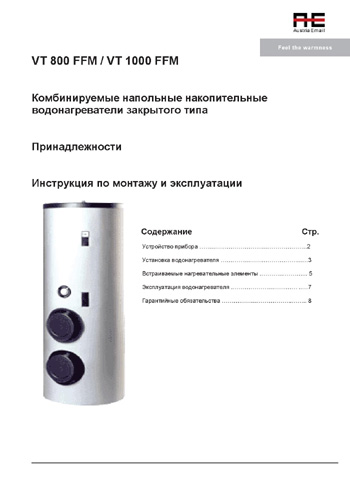 Austria Email
Feel the warmness
VT 800 FFM / VT 1000 FFM
Комбинируемые напольные накопительные
водонагреватели закрытого типа
Принадлежности
Инструкция по монтажу и эксплуатации
Содержание Стр.
Устройство прибора ................................................2
Установка водонагревателя .......................................3
Встраиваемые нагревательные элементы ..................... 5
Эксплуатация водонагревателя ...................................7
Гарантийные обязательства ...................................... 8